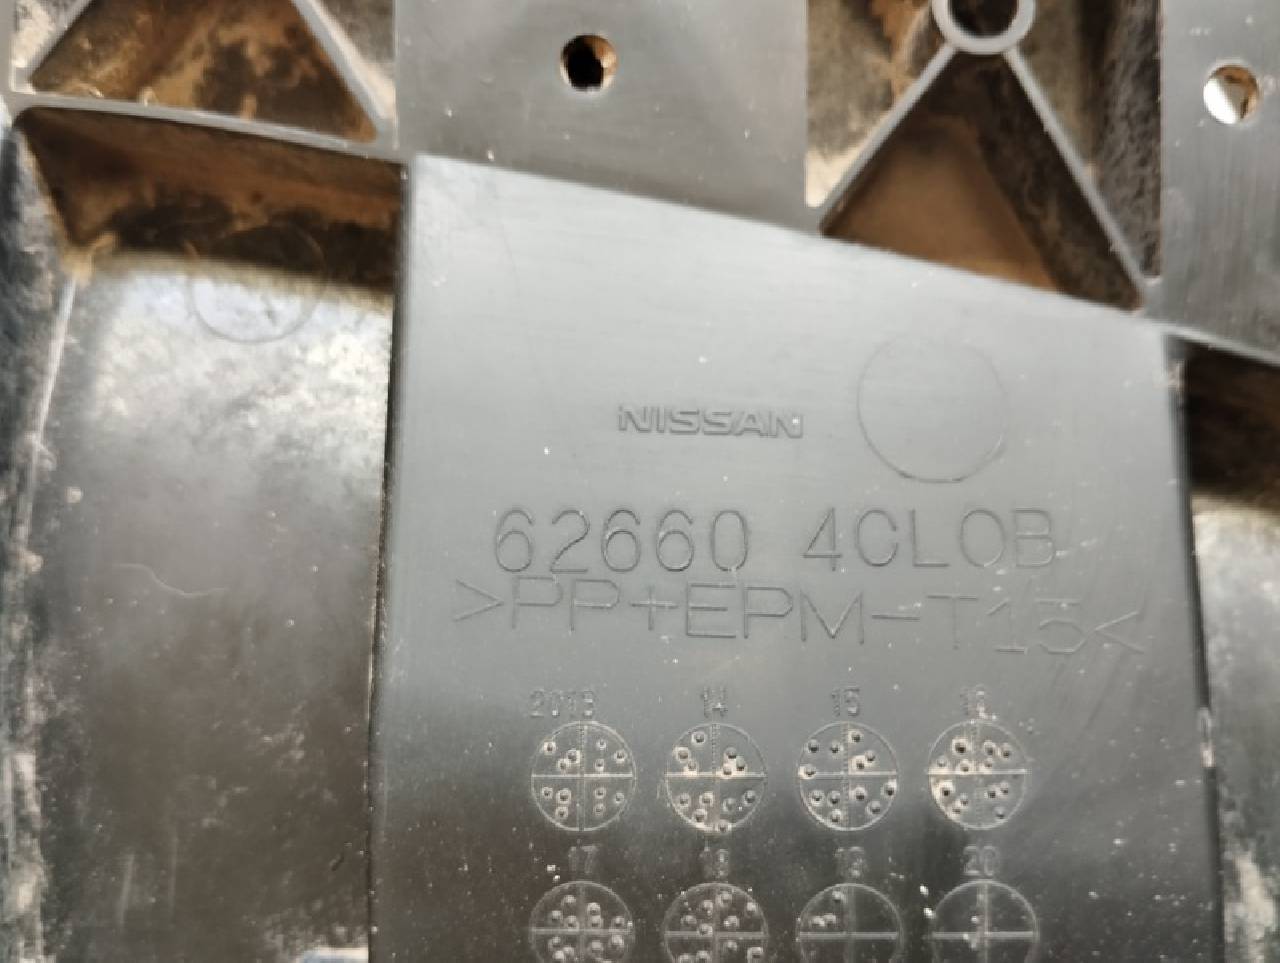 NISSAN
62660 4CL0B
>PP+EPM-T15<
2013 14 15 16
17 18 19 20